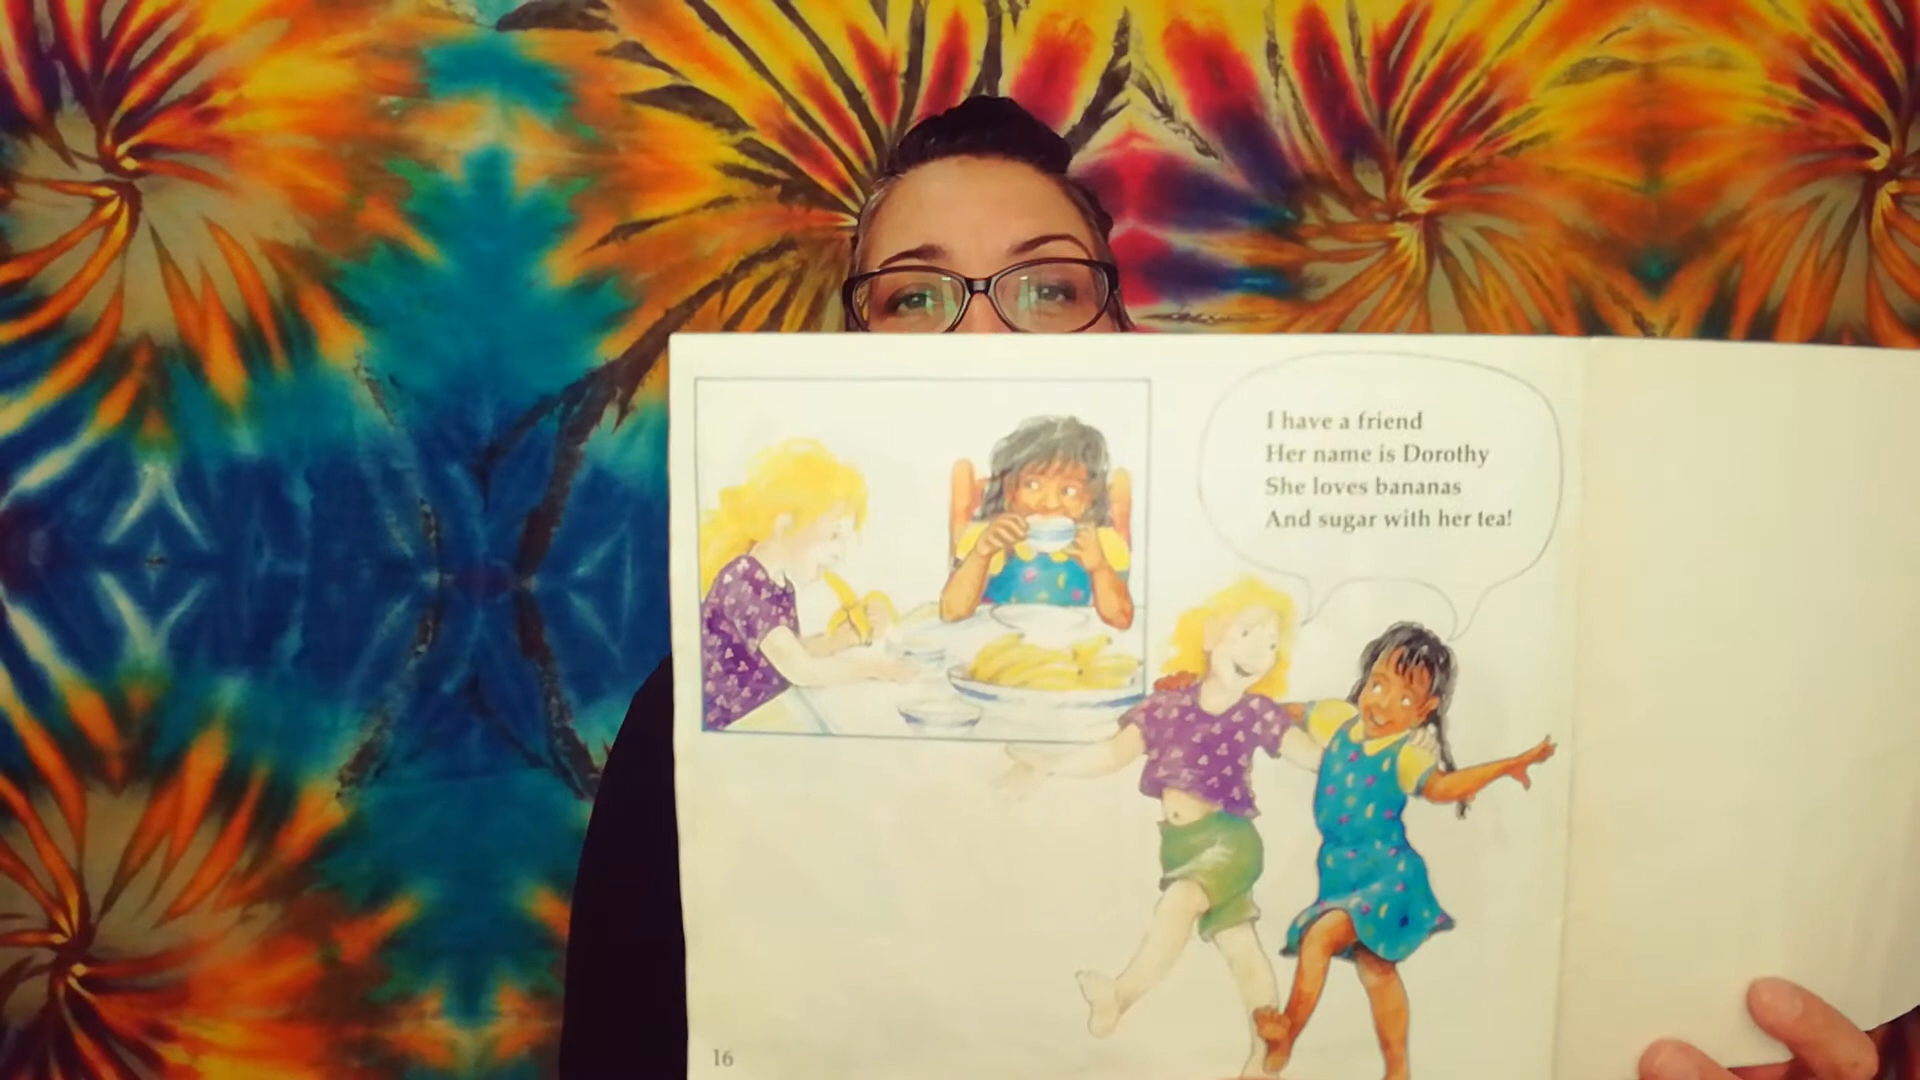 I have a friend
Her name is Dorothy
She loves bananas
And sugar with her tea!
16